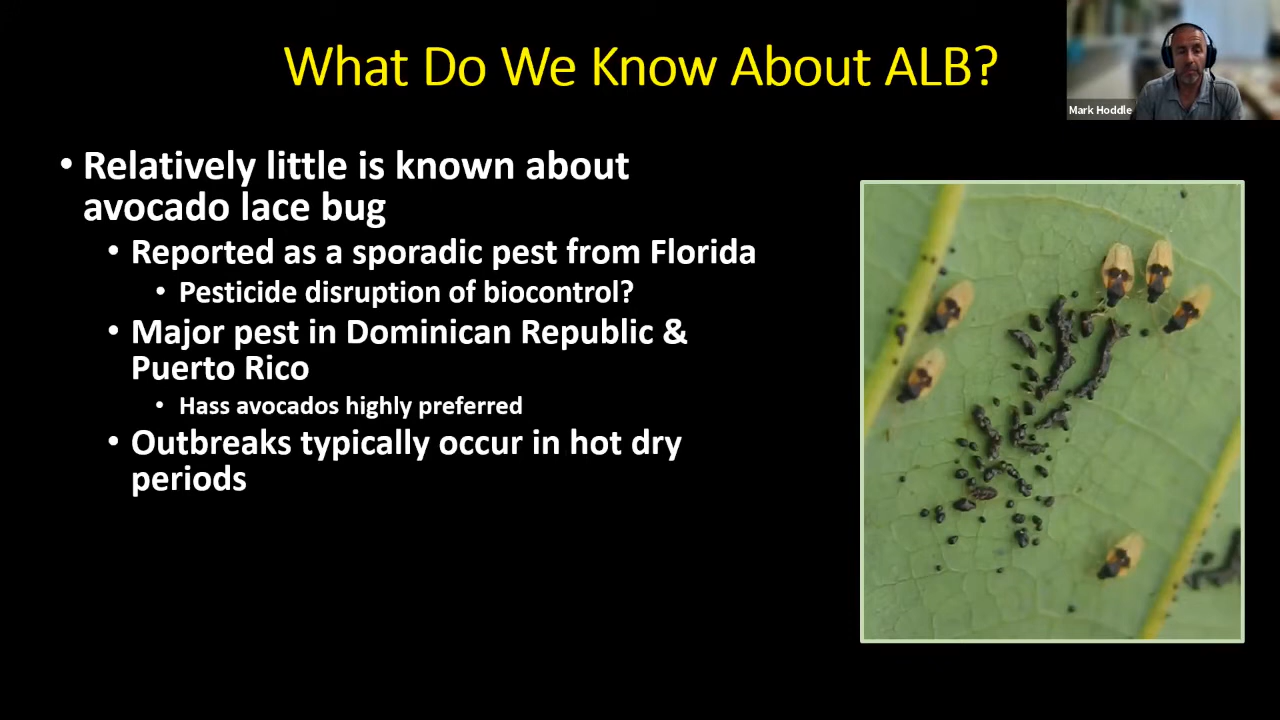 What Do We Know About ALB?
Mark Hoddle
• Relatively little is known about
avocado lace bug
• Reported as a sporadic pest from Florida
• Pesticide disruption of biocontrol?
• Major pest in Dominican Republic &
Puerto Rico
• Hass avocados highly preferred
• Outbreaks typically occur in hot dry
periods